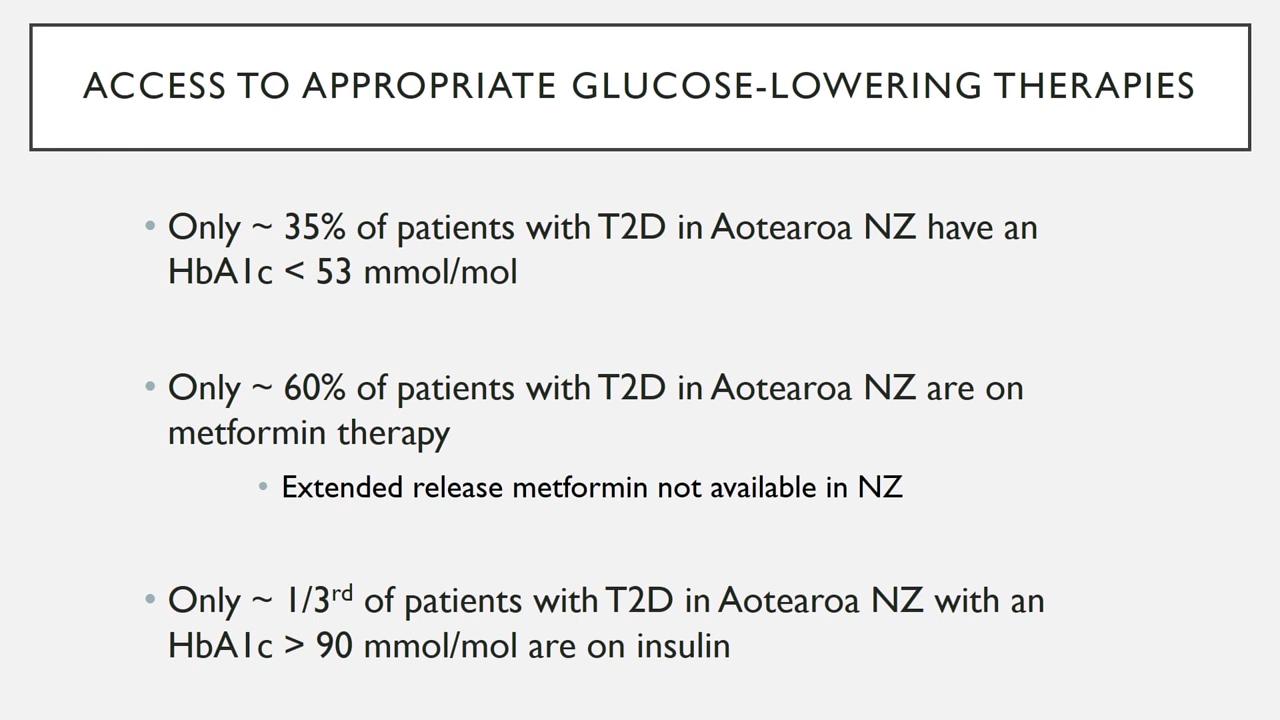 ACCESS TO APPROPRIATE GLUCOSE-LOWERING THERAPIES
• Only ~ 35% of patients with T2D in Aotearoa NZ have an
HbA1c < 53 mmol/mol
• Only ~ 60% of patients with T2D in Aotearoa NZ are on
metformin therapy
• Extended release metformin not available in NZ
• Only ~ 1/3rd of patients with T2D in Aotearoa NZ with an
HbA1c > 90 mmol/mol are on insulin